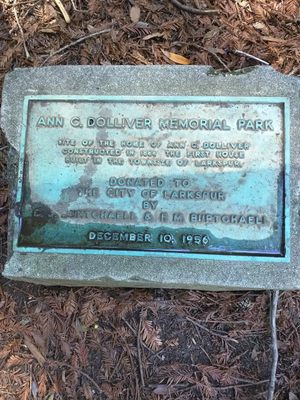 ANN C. DOLLIVER MEMORIAL PARK
SITE OF THE HOME OF ANN C. DOLLIVER
CONSTRUCTED IN 1888 THE FIRST HOUSE
BUILT IN THE TOWNSITE OF LARKSPUR.
DONATED TO
THE CITY OF LARKSPUR
BY
& H.M. BURTCHAELL
DECEMBER 10, 1956